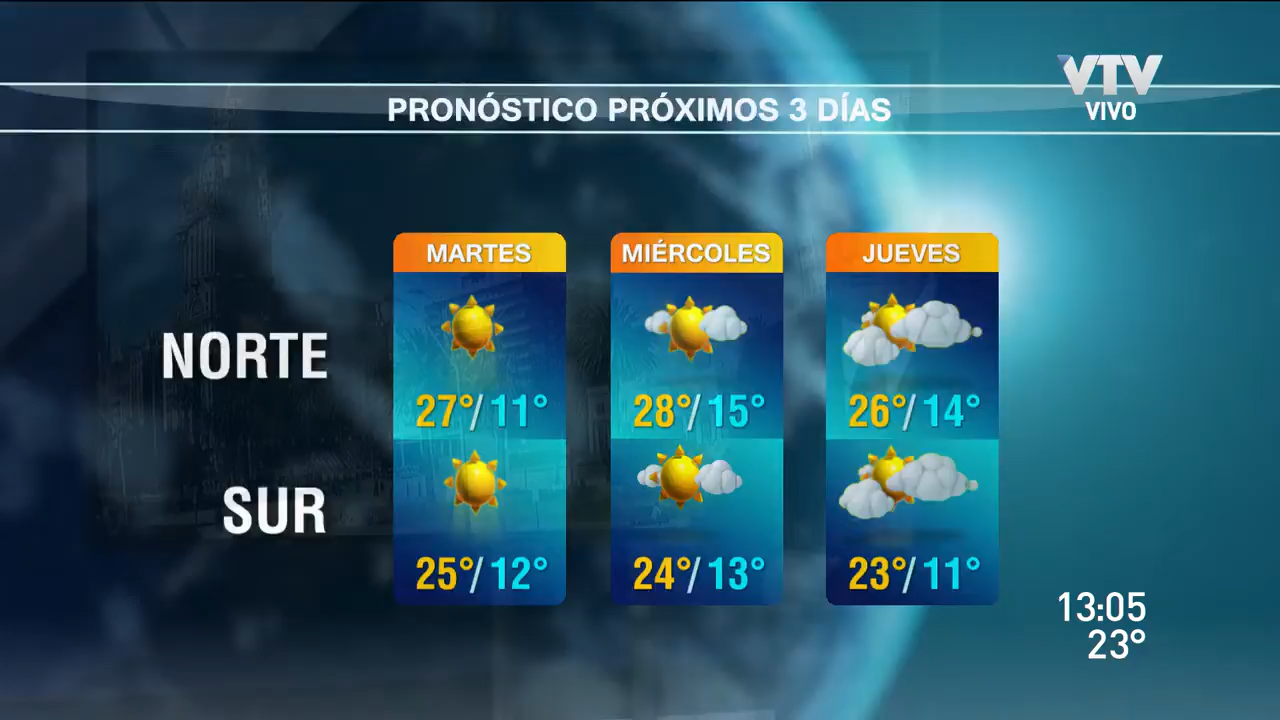 VTV
VIVO
PRONÓSTICO PRÓXIMOS 3 DÍAS
MARTES MIÉRCOLES JUEVES
NORTE
27°/11° 28°/15° 26°/14°
SUR
25°/12° 24°/13° 23°/11°
13:05
23°